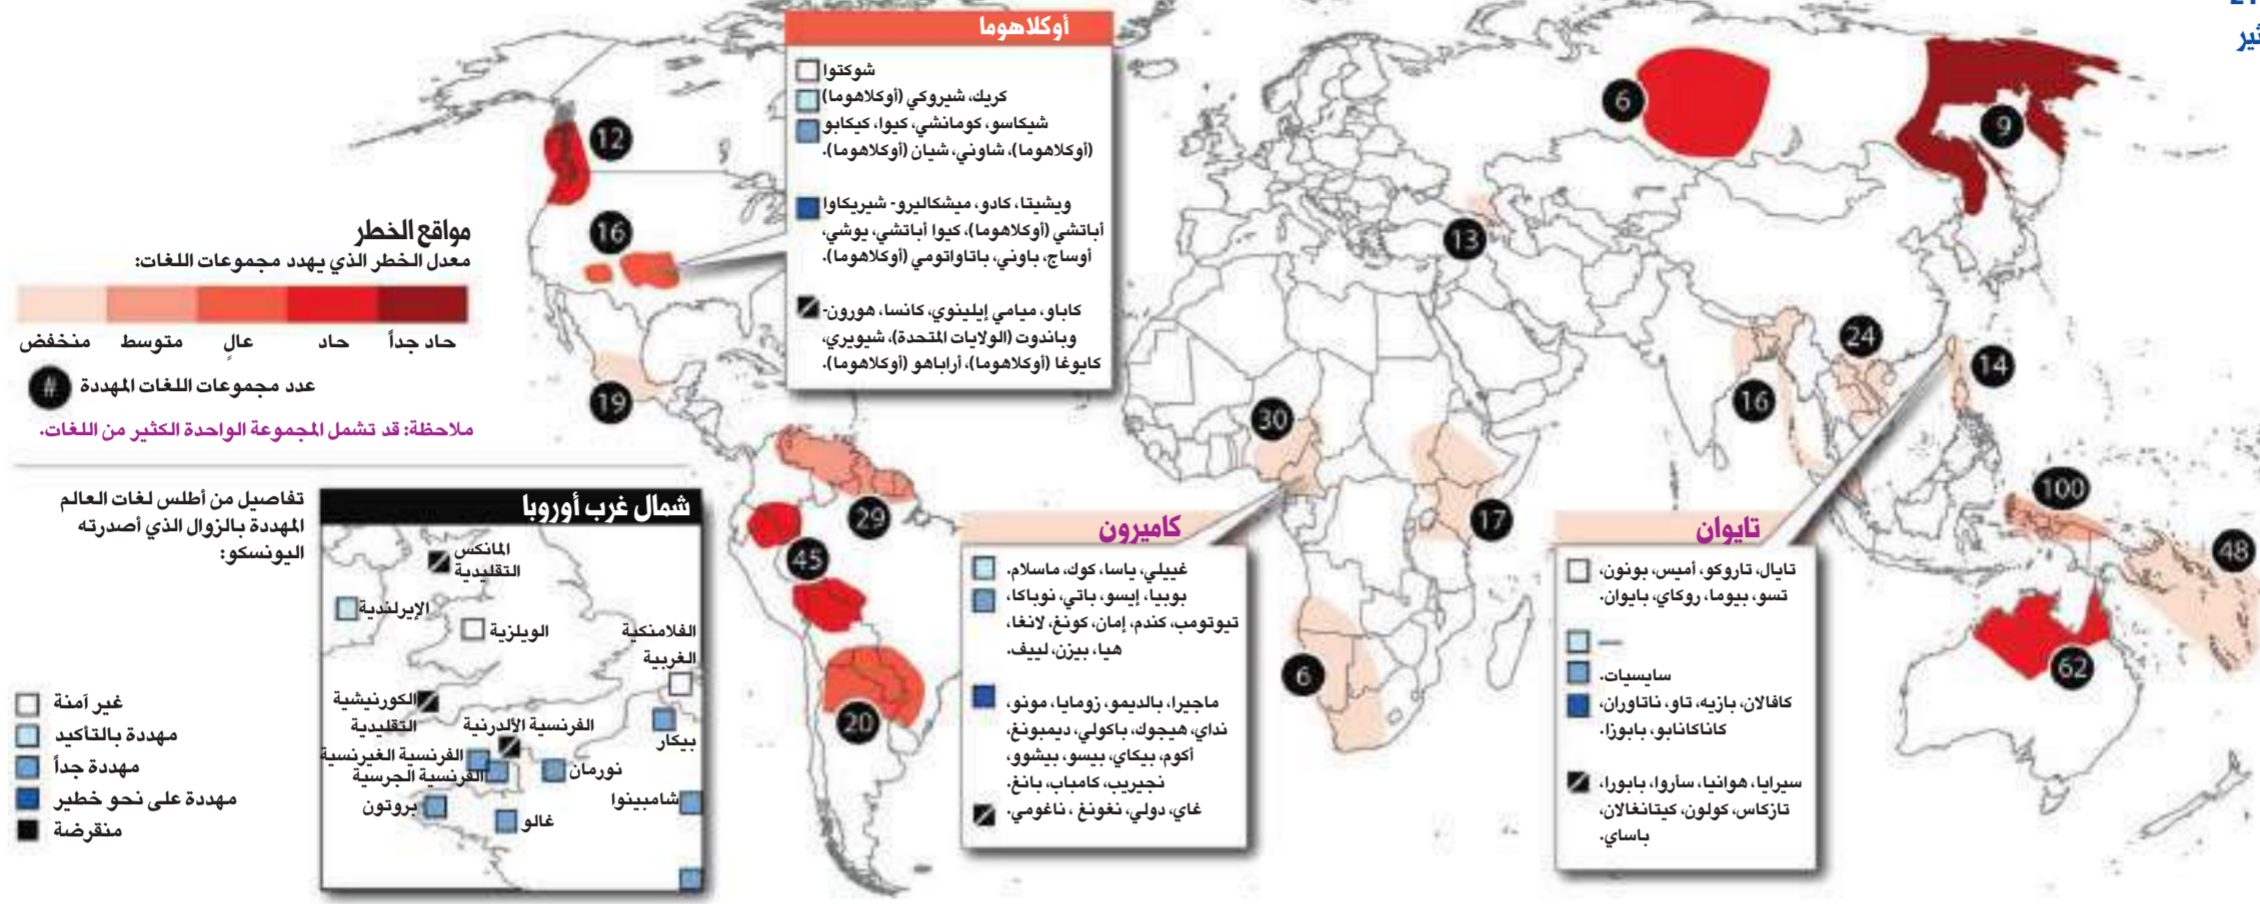 ثير
مواقع الخطر
معدل الخطر الذي يهدد مجموعات اللغات:
حاد جداً
حاد
عالٍ
متوسط
منخفض
#
عدد مجموعات اللغات المهددة
ملاحظة: قد تشمل المجموعة الواحدة الكثير من اللغات.
أوكلاهوما
شوكتوا
كريك، شيروكي (أوكلاهوما)
شيكاسو، كومانشي، كيوا، كيكابو
(أوكلاهوما)، شاوني، شيان (أوكلاهوما).
ويشيتا، كادو، ميشكاليرو- شيريكاوا
أباتشي (أوكلاهوما)، كيوا أباتشي، يوشي،
أوساج، باوني، باتاواتومي (أوكلاهوما).
كاباو، ميامي إيلينوي، كانسا، هورون-
وياندوت (الولايات المتحدة)، شيويري،
كايوغا (أوكلاهوما)، أراباهو (أوكلاهوما).
12
16
19
29
45
20
6
9
13
24
14
16
30
17
6
100
48
62
تفاصيل من أطلس لغات العالم
المهددة بالزوال الذي أصدرته
اليونسكو:
غير آمنة
مهددة بالتأكيد
مهددة جداً
مهددة على نحو خطير
منقرضة
شمال غرب أوروبا
المانكس
التقليدية
الإيرلندية
الويلزية
الفلامنكية
الغربية
الكورنيشية
التقليدية
الفرنسية الألدرنية
بيكار
الفرنسية الغيرنسية
الفرنسية الجرسية
نورمان
بروتون
غالو
شامبينوا
كاميرون
غييلي، ياسا، كوك، ماسلام.
بوبيا، إيسو، باتي، نوباكا،
تيوتومب، كندم، إمان، كونغ، لانغا،
هيا، بيزن، لييف.
ماجيرا، بالديمو، زومايا، مونو،
نداي، هيجوك، باكولي، ديمبونغ،
أكوم، بيكاي، بيسو، بيشوو،
نجيريب، كامباب، بانغ.
غاي، دولي، نغونغ ، ناغومي.
تايوان
تايال، تاروكو، أميس، بونون،
تسو، بيوما، روكاي، بايوان.
—
سايسيات.
كافالان، بازيه، تاو، ناتاوران،
كاناكانابو، بابوزا.
سيرايا، هوانيا، سأروا، بابورا،
تازكاس، كولون، كيتانغالان،
باساي.